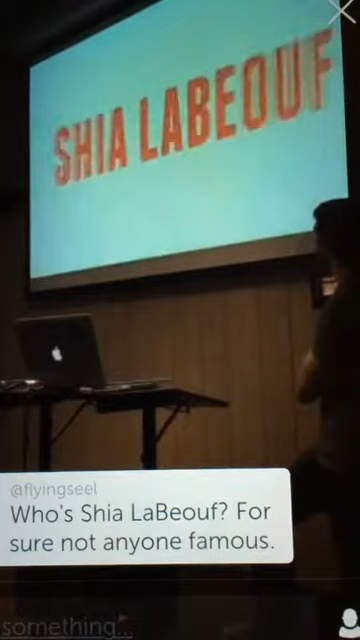 SHIA LABEOUF
@flyingseel
Who's Shia LaBeouf? For
sure not anyone famous.
something...